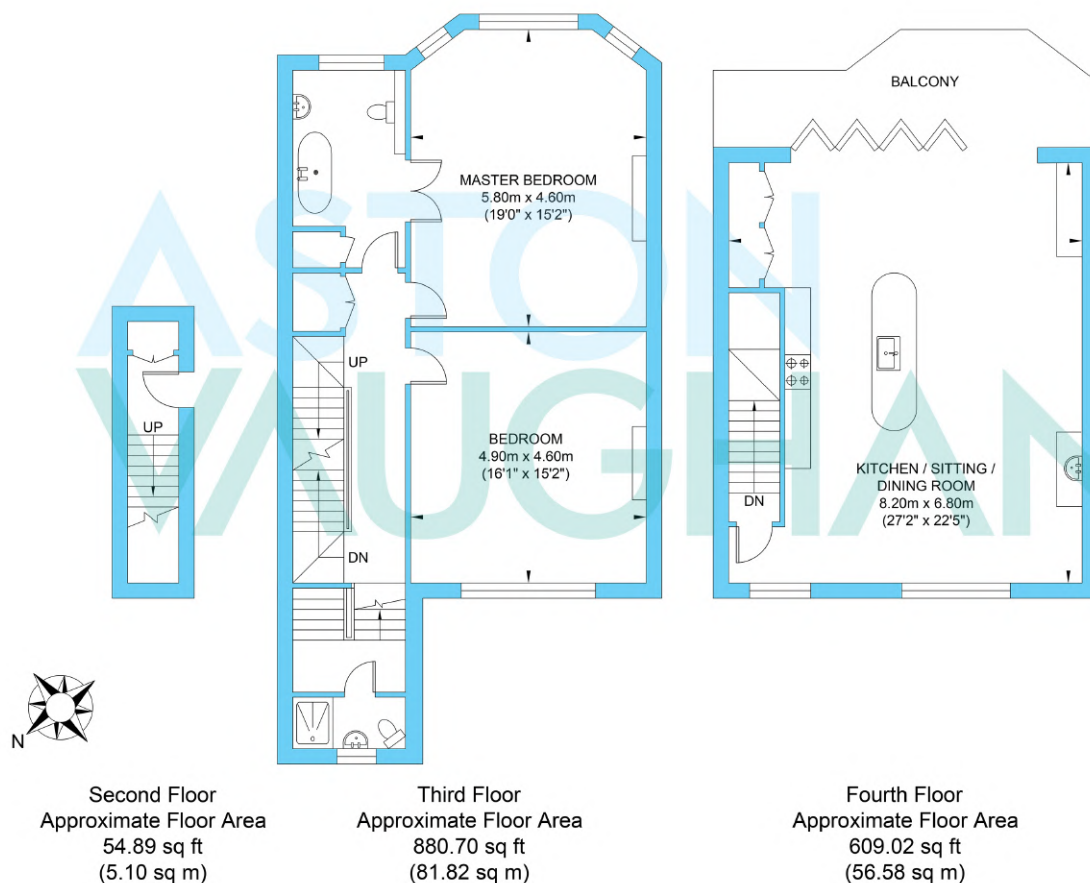 BALCONY
MASTER BEDROOM
5.80m x 4.60m
(19'0" x 15'2")
ASTON
VAUGHAN
UP
UP
BEDROOM
4.90m x 4.60m
(16'1" x 15'2")
KITCHEN / SITTING /
DINING ROOM
8.20m x 6.80m
(27'2" x 22'5")
DN
DN
N
Second Floor
Approximate Floor Area
54.89 sq ft
(5.10 sq m)
Third Floor
Approximate Floor Area
880.70 sq ft
(81.82 sq m)
Fourth Floor
Approximate Floor Area
609.02 sq ft
(56.58 sq m)